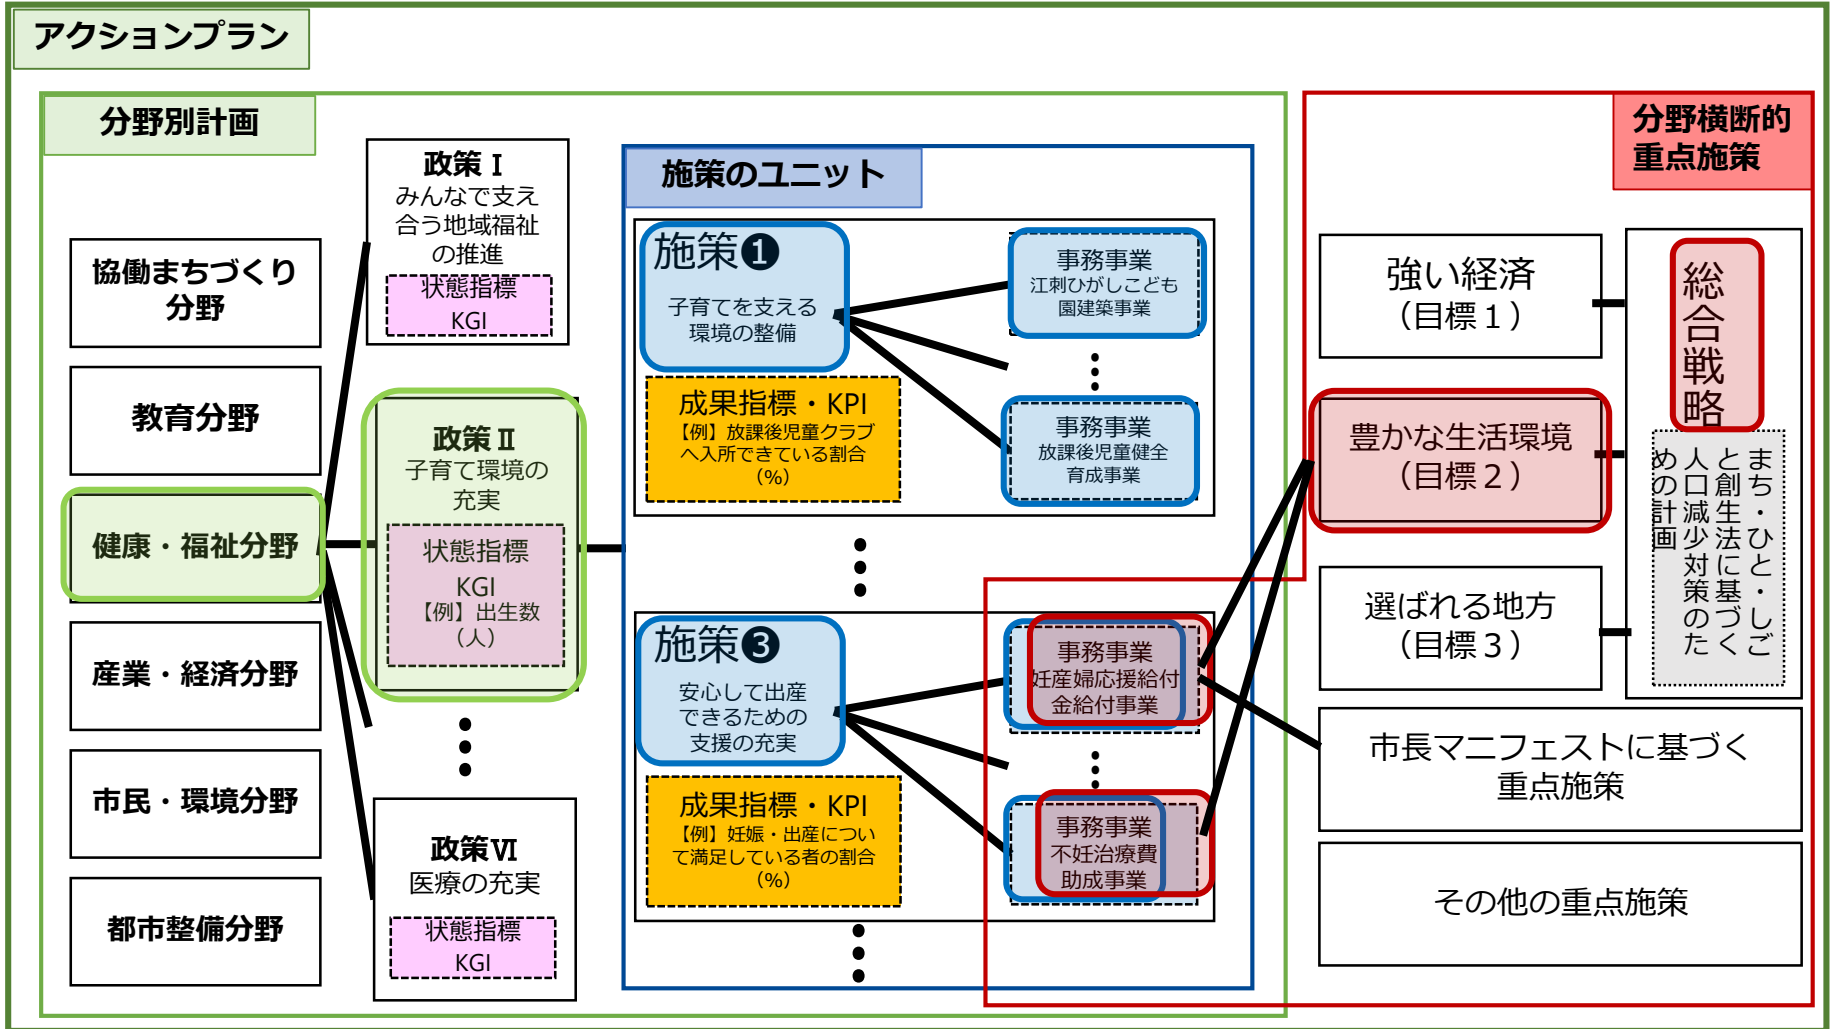 アクションプラン
分野別計画
協働まちづくり
分野
教育分野
健康・福祉分野
産業・経済分野
市民・環境分野
都市整備分野
政策Ⅰ
みんなで支え
合う地域福祉
の推進
状態指標
KGI
政策Ⅱ
子育て環境の
充実
状態指標
KGI
【例】出生数
（人）
政策Ⅵ
医療の充実
状態指標
KGI
施策のユニット
施策❶
子育てを支える
環境の整備
成果指標・KPI
【例】放課後児童クラブ
へ入所できている割合
（%）
事務事業
江刺ひがしこども
園建築事業
事務事業
放課後児童健全
育成事業
施策❸
安心して出産
できるための
支援の充実
成果指標・KPI
【例】妊娠・出産につい
て満足している者の割合
（%）
事務事業
妊産婦応援給付
金給付事業
事務事業
不妊治療費
助成事業
分野横断的
重点施策
強い経済
（目標１）
豊かな生活環境
（目標２）
選ばれる地方
（目標３）
総合戦略
まち・ひと・しご
と創生法に基づく
人口減少対策のた
めの計画
市長マニフェストに基づく
重点施策
その他の重点施策